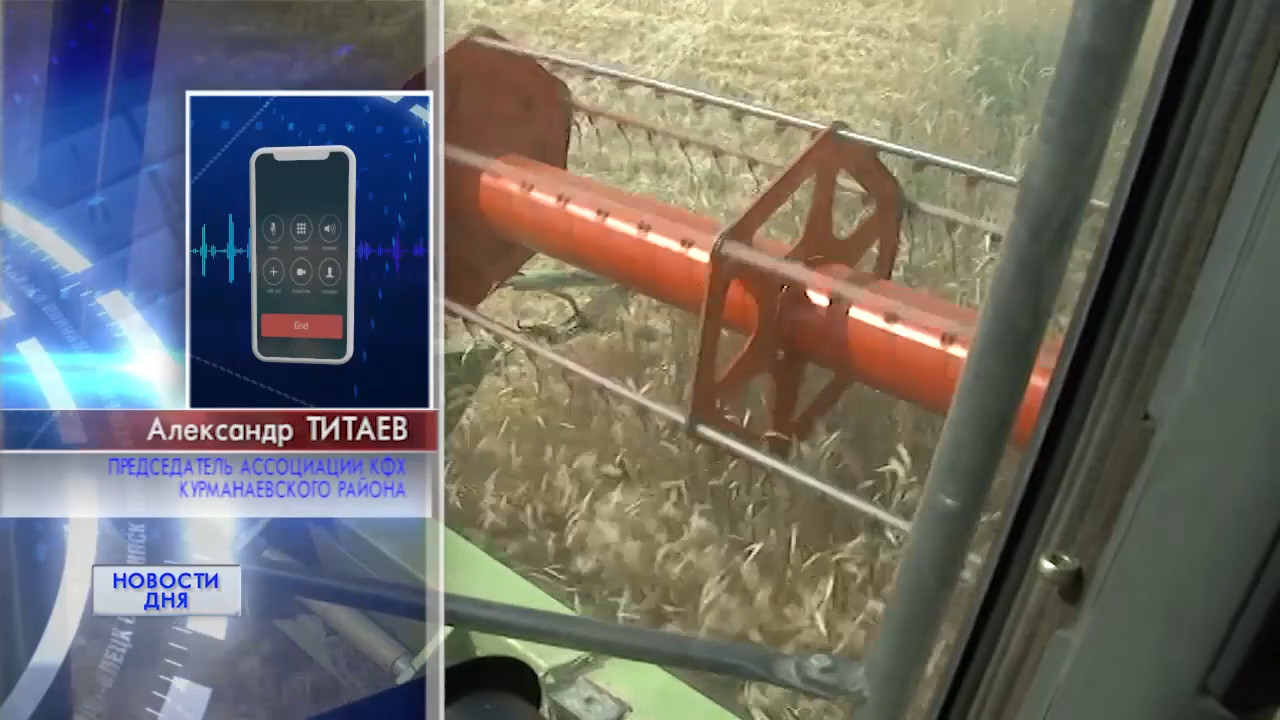 End
Александр ТИТАЕВ
ПРЕДСЕДАТЕЛЬ АССОЦИАЦИИ КФХ
КУРМАНАЕВСКОГО РАЙОНА
НОВОСТИ
ДНЯ